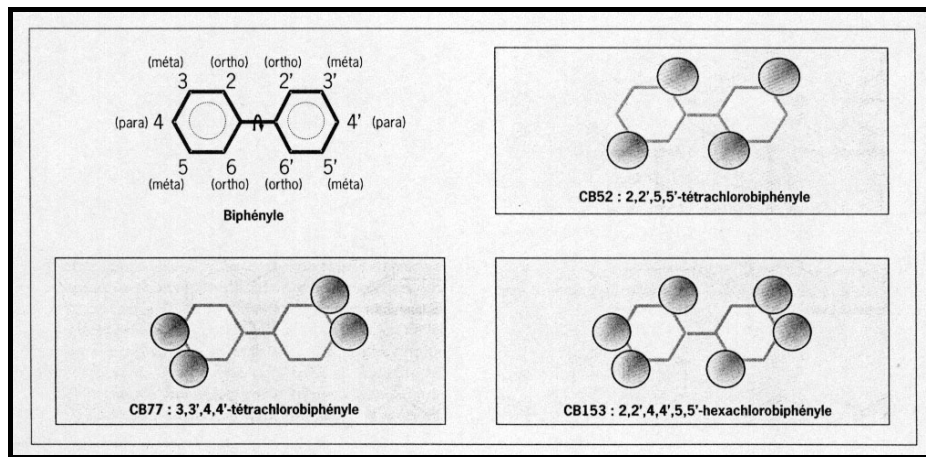 (méta) (ortho) (ortho) (méta)
3 2 2' 3'
(para) 4 4' (para)
5 6 6' 5'
(méta) (ortho) (ortho) (méta)
Biphényle
CB52 : 2,2',5,5'-tétrachlorobiphényle
CB77 : 3,3',4,4'-tétrachlorobiphényle
CB153 : 2,2',4,4',5,5'-hexachlorobiphényle